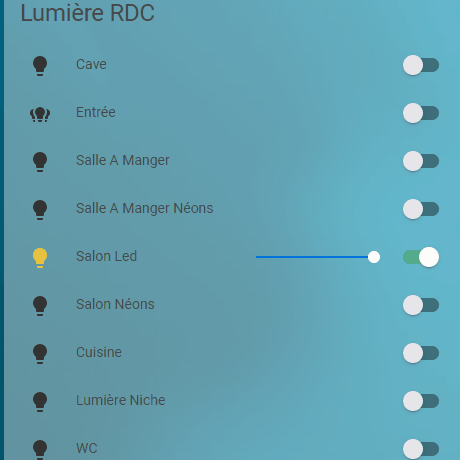 Lumière RDC
Cave
Entrée
Salle A Manger
Salle A Manger Néons
Salon Led
Salon Néons
Cuisine
Lumière Niche
WC